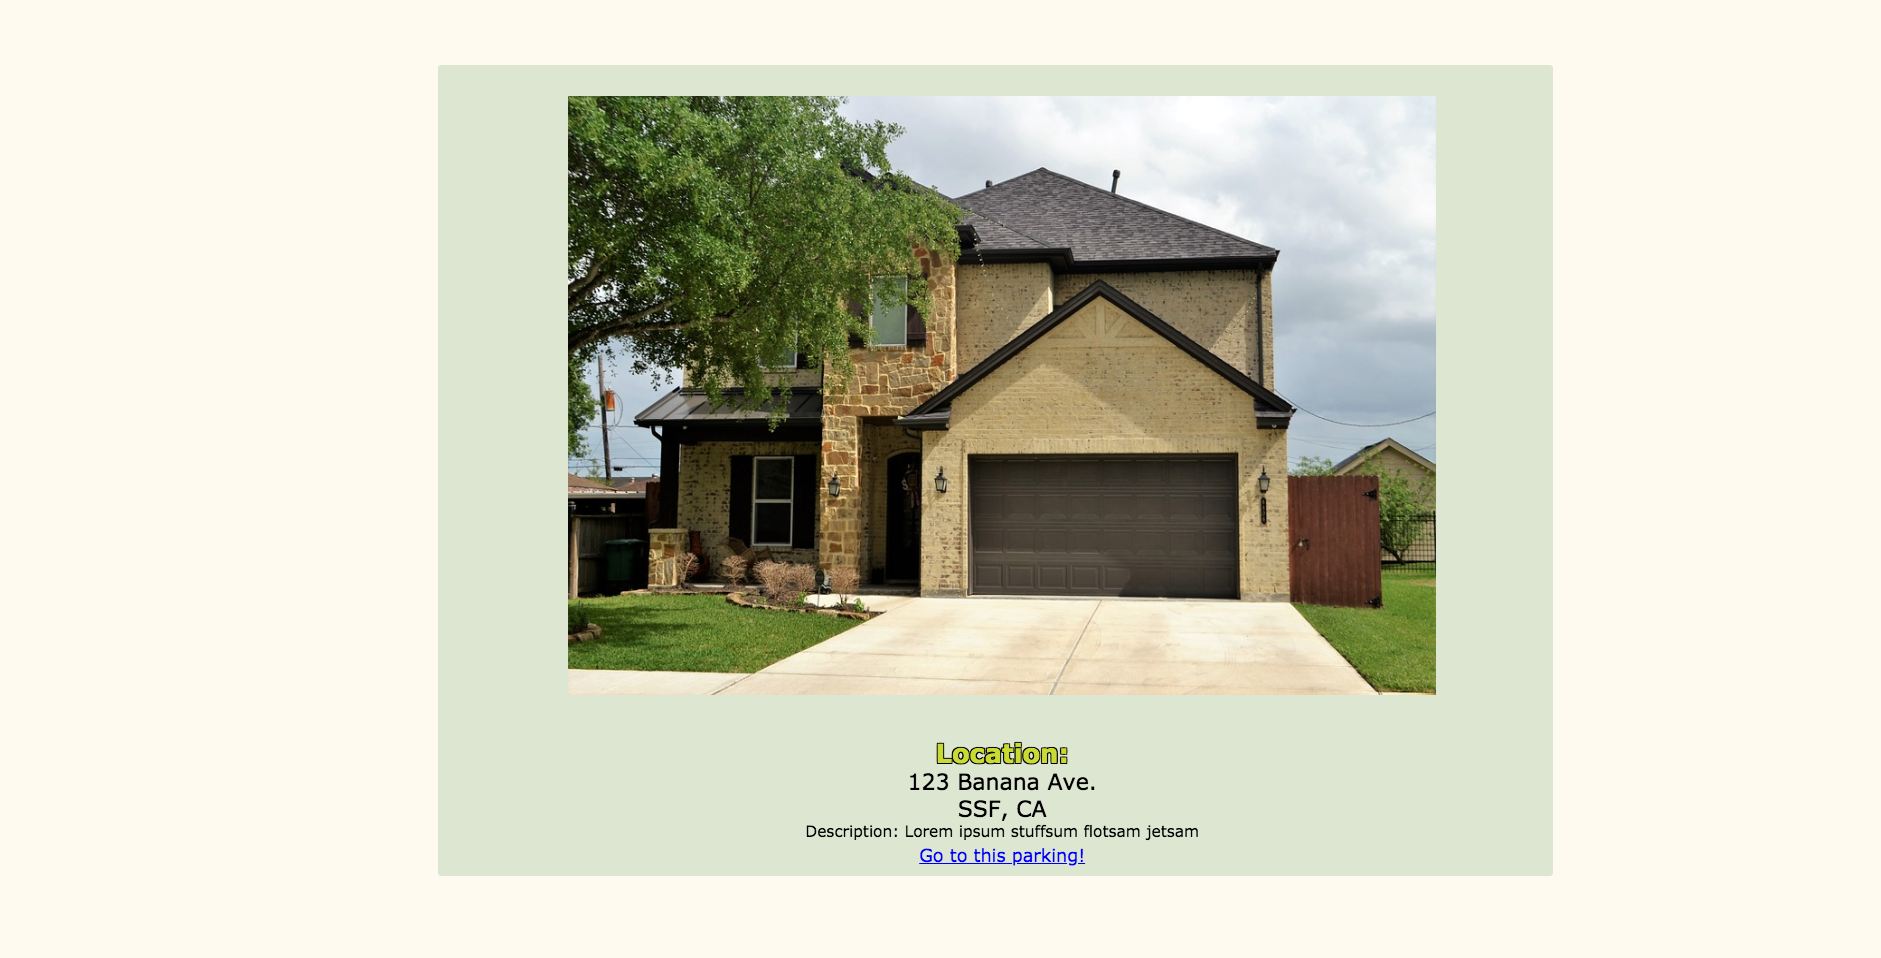 Location:
123 Banana Ave.
SSF, CA
Description: Lorem ipsum stuffsum flotsam jetsam
Go to this parking!